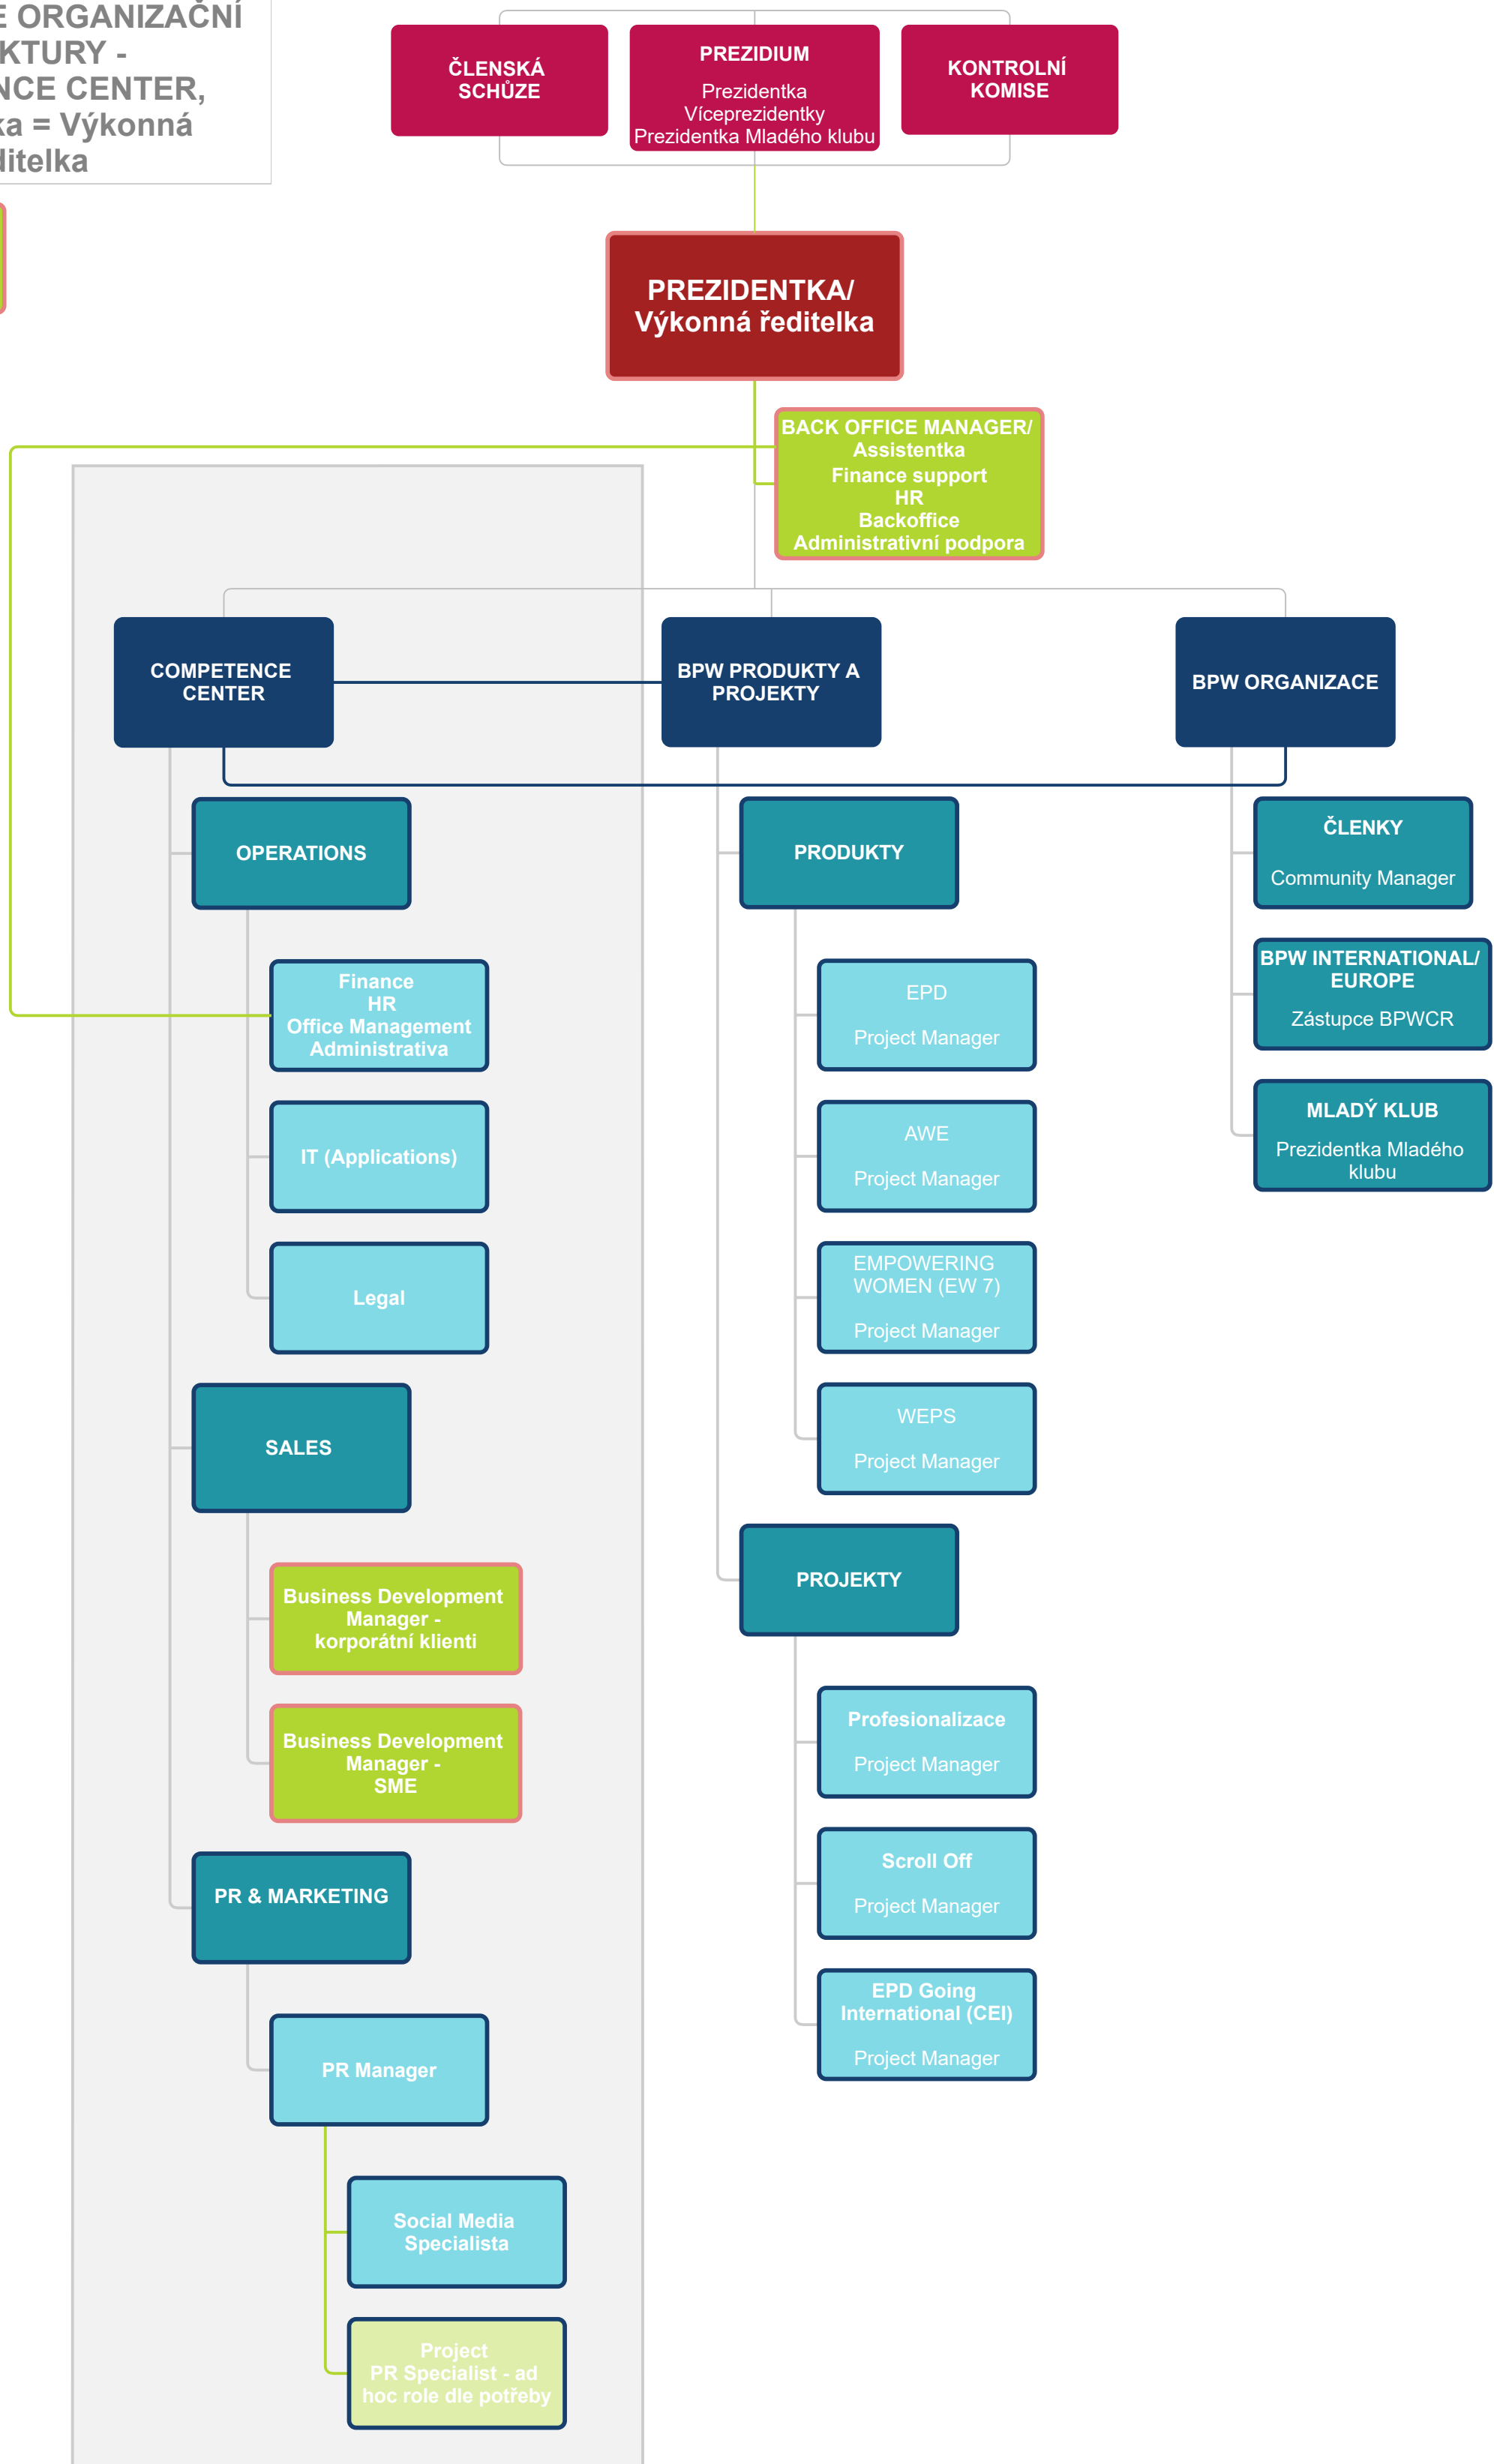 E ORGANIZAČNÍ
KTURY -
NCE CENTER,
ka = Výkonná
ditelka
ČLENSKÁ
SCHŮZE
PREZIDIUM
Prezidentka
Víceprezidentky
Prezidentka Mladého klubu
KONTROLNÍ
KOMISE
PREZIDENTKA/
Výkonná ředitelka
BACK OFFICE MANAGER/
Assistentka
Finance support
HR
Backoffice
Administrativní podpora
COMPETENCE
CENTER
BPW PRODUKTY A
PROJEKTY
BPW ORGANIZACE
OPERATIONS
Finance
HR
Office Management
Administrativa
IT (Applications)
Legal
SALES
Business Development
Manager -
korporátní klienti
Business Development
Manager -
SME
PR & MARKETING
PR Manager
Social Media
Specialista
Project
PR Specialist - ad
hoc role dle potřeby
PRODUKTY
EPD
Project Manager
AWE
Project Manager
EMPOWERING
WOMEN (EW 7)
Project Manager
WEPS
Project Manager
PROJEKTY
Profesionalizace
Project Manager
Scroll Off
Project Manager
EPD Going
International (CEI)
Project Manager
ČLENKY
Community Manager
BPW INTERNATIONAL/
EUROPE
Zástupce BPWCR
MLADÝ KLUB
Prezidentka Mladého
klubu